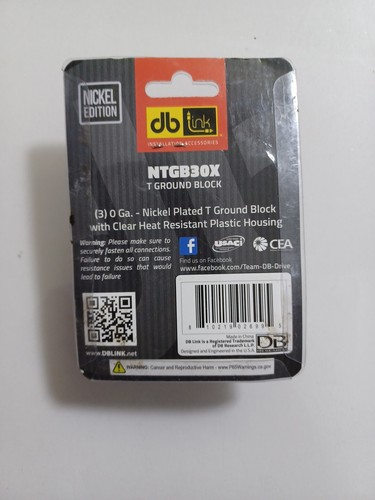 NICKEL
EDITION
db Link
INSTALLATION ACCESSORIES
NTGB30X
T GROUND BLOCK
(3) 0 Ga. - Nickel Plated T Ground Block
with Clear Heat Resistant Plastic Housing
Warning: Please make sure to
securely fasten all connections.
Failure to do so can cause
resistance issues that would
lead to failure
f
USACi
CEA
Find us on Facebook
www.facebook.com/Team-DB-Drive
www.DBLINK.net
Made in China
DB Link is a Registered Trademark
of DB Research L.L.P.
Designed and Engineered in the U.S.A.
DB
WARNING: Cancer and Reproductive Harm - www.P65Warnings.ca.gov